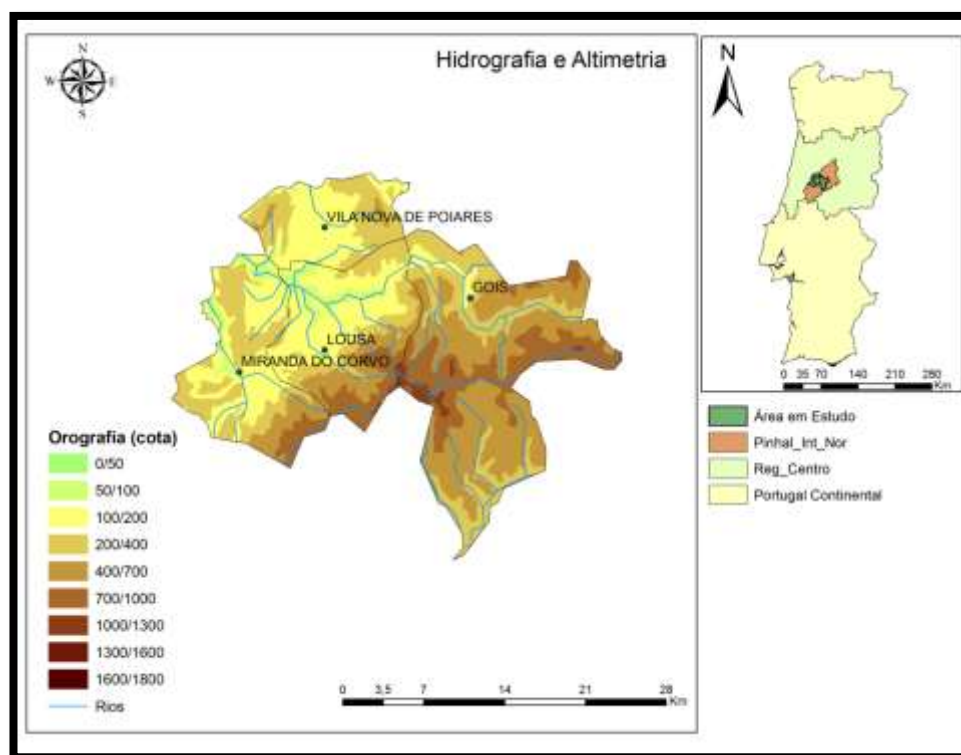 Hidrografia e Altimetria
N
W E
S
VILA NOVA DE POIARES
GOIS
LOUSA
MIRANDA DO CORVO
Orografia (cota)
0/50
50/100
100/200
200/400
400/700
700/1000
1000/1300
1300/1600
1600/1800
Rios
0 3,5 7 14 21 28
Km
N
0 35 70 140 210 280
Km
Área em Estudo
Pinhal_Int_Nor
Reg_Centro
Portugal Continental